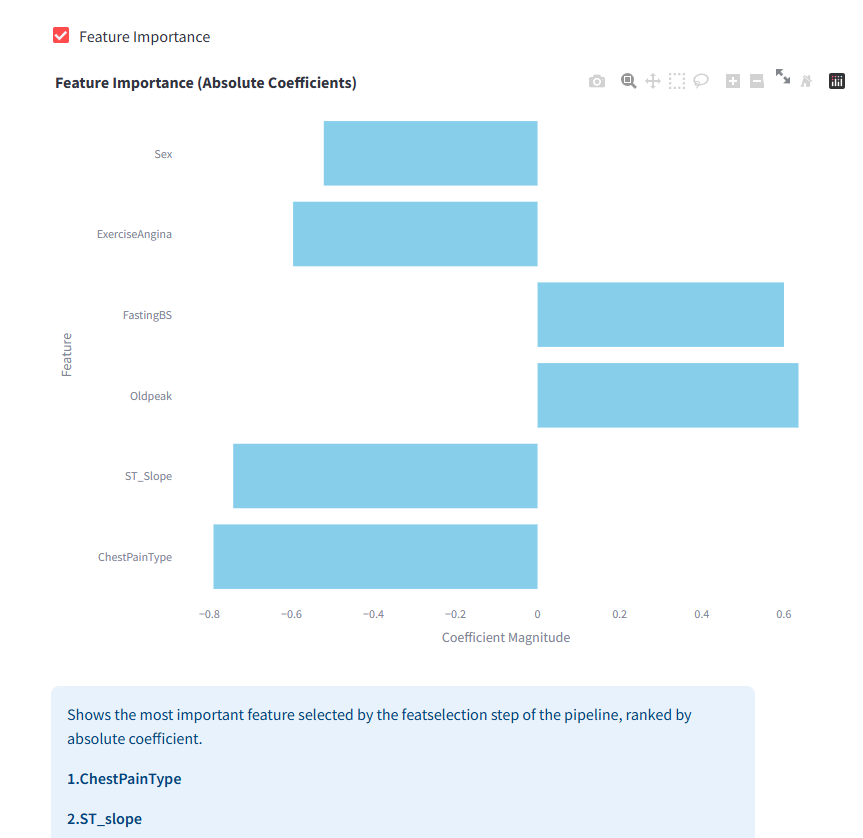 Feature Importance
Feature Importance (Absolute Coefficients)
Sex
ExerciseAngina
FastingBS
Oldpeak
ST_Slope
ChestPainType
Feature
−0.8 −0.6 −0.4 −0.2 0 0.2 0.4 0.6
Coefficient Magnitude
Shows the most important feature selected by the featselection step of the pipeline, ranked by
absolute coefficient.
1.ChestPainType
2.ST_slope